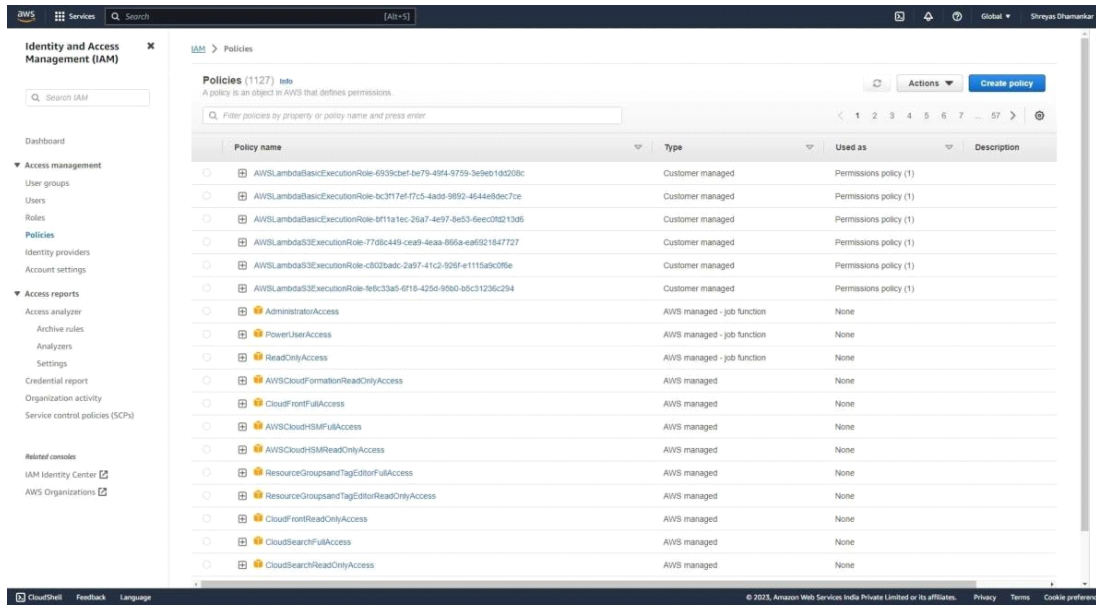 aws Services Search [Alt+S] Global Shreyas Dhamankar
Identity and Access Management (IAM)
Search IAM
Dashboard
Access management
User groups
Users
Roles
Policies
Identity providers
Account settings
Access reports
Access analyzer
Archive rules
Analyzers
Settings
Credential report
Organization activity
Service control policies (SCPs)
Related consoles
IAM Identity Center
AWS Organizations
IAM > Policies
Policies (1127) Info
A policy is an object in AWS that defines permissions.
Actions Create policy
Filter policies by property or policy name and press enter.
1 2 3 4 5 6 7 ... 57
Policy name Type Used as Description
AWSLambdaBasicExecutionRole-6939cbef-be79-49f4-9759-3e9eb1dd208c Customer managed Permissions policy (1)
AWSLambdaBasicExecutionRole-bc3f17ef-f7c5-4add-9892-4644e8dec7ce Customer managed Permissions policy (1)
AWSLambdaBasicExecutionRole-bf11a1ec-26a7-4e97-8e53-6eec0fd213d6 Customer managed Permissions policy (1)
AWSLambdaS3ExecutionRole-77d8c449-cea9-4eaa-866a-ea6921847727 Customer managed Permissions policy (1)
AWSLambdaS3ExecutionRole-c802badc-2a97-41c2-926f-e1115a9c0f6e Customer managed Permissions policy (1)
AWSLambdaS3ExecutionRole-fe8c33a5-6f18-425d-95b0-b5c31236c294 Customer managed Permissions policy (1)
AdministratorAccess AWS managed - job function None
PowerUserAccess AWS managed - job function None
ReadOnlyAccess AWS managed - job function None
AWSCloudFormationReadOnlyAccess AWS managed None
CloudFrontFullAccess AWS managed None
AWSCloudHSMFullAccess AWS managed None
AWSCloudHSMReadOnlyAccess AWS managed None
ResourceGroupsandTagEditorFullAccess AWS managed None
ResourceGroupsandTagEditorReadOnlyAccess AWS managed None
CloudFrontReadOnlyAccess AWS managed None
CloudSearchFullAccess AWS managed None
CloudSearchReadOnlyAccess AWS managed None
CloudShell Feedback Language © 2023, Amazon Web Services India Private Limited or its affiliates. Privacy Terms Cookie preferenc